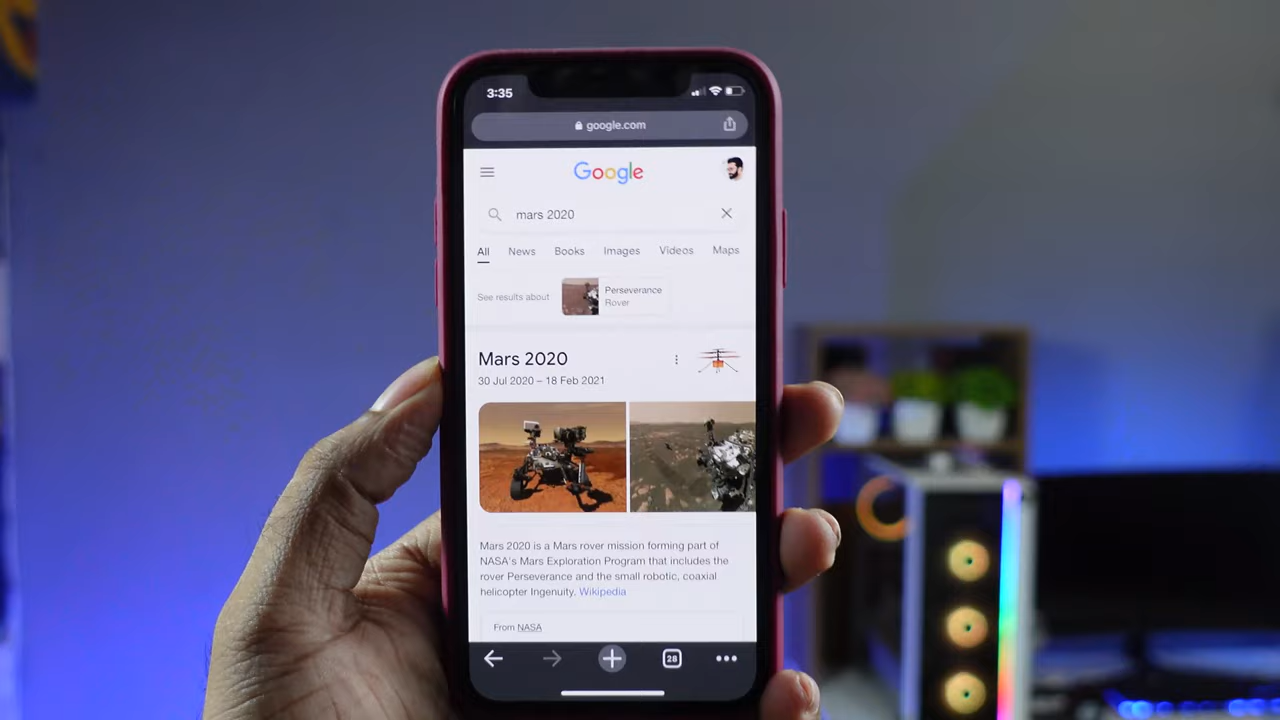 3:35
google.com
Google
mars 2020
All News Books Images Videos Maps
See results about
Perseverance
Rover
Mars 2020
30 Jul 2020 – 18 Feb 2021
Mars 2020 is a Mars rover mission forming part of
NASA's Mars Exploration Program that includes the
rover Perseverance and the small robotic, coaxial
helicopter Ingenuity. Wikipedia
From NASA
28